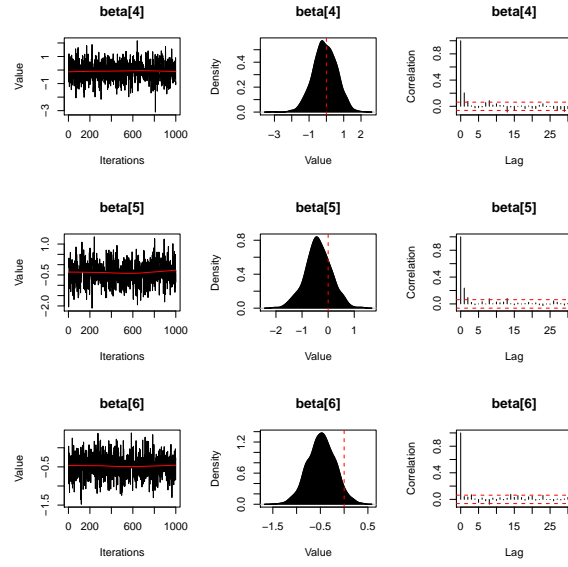 beta[4] beta[4] beta[4]
Value
−3 −1 1
0 200 600 1000
Iterations
Density
0.0 0.2 0.4
−3 −1 1 2
Value
Correlation
0.0 0.4 0.8
0 5 15 30
Lag
beta[5] beta[5] beta[5]
Value
−2.0 −0.5 1.0
0 200 600 1000
Iterations
Density
0.0 0.4 0.8
−2 −1 0 1
Value
Correlation
0.0 0.4 0.8
0 5 15 30
Lag
beta[6] beta[6] beta[6]
Value
−1.5 −0.5
0 200 600 1000
Iterations
Density
0.0 0.6 1.2
−1.5 −0.5 0.5
Value
Correlation
0.0 0.4 0.8
0 5 15 30
Lag